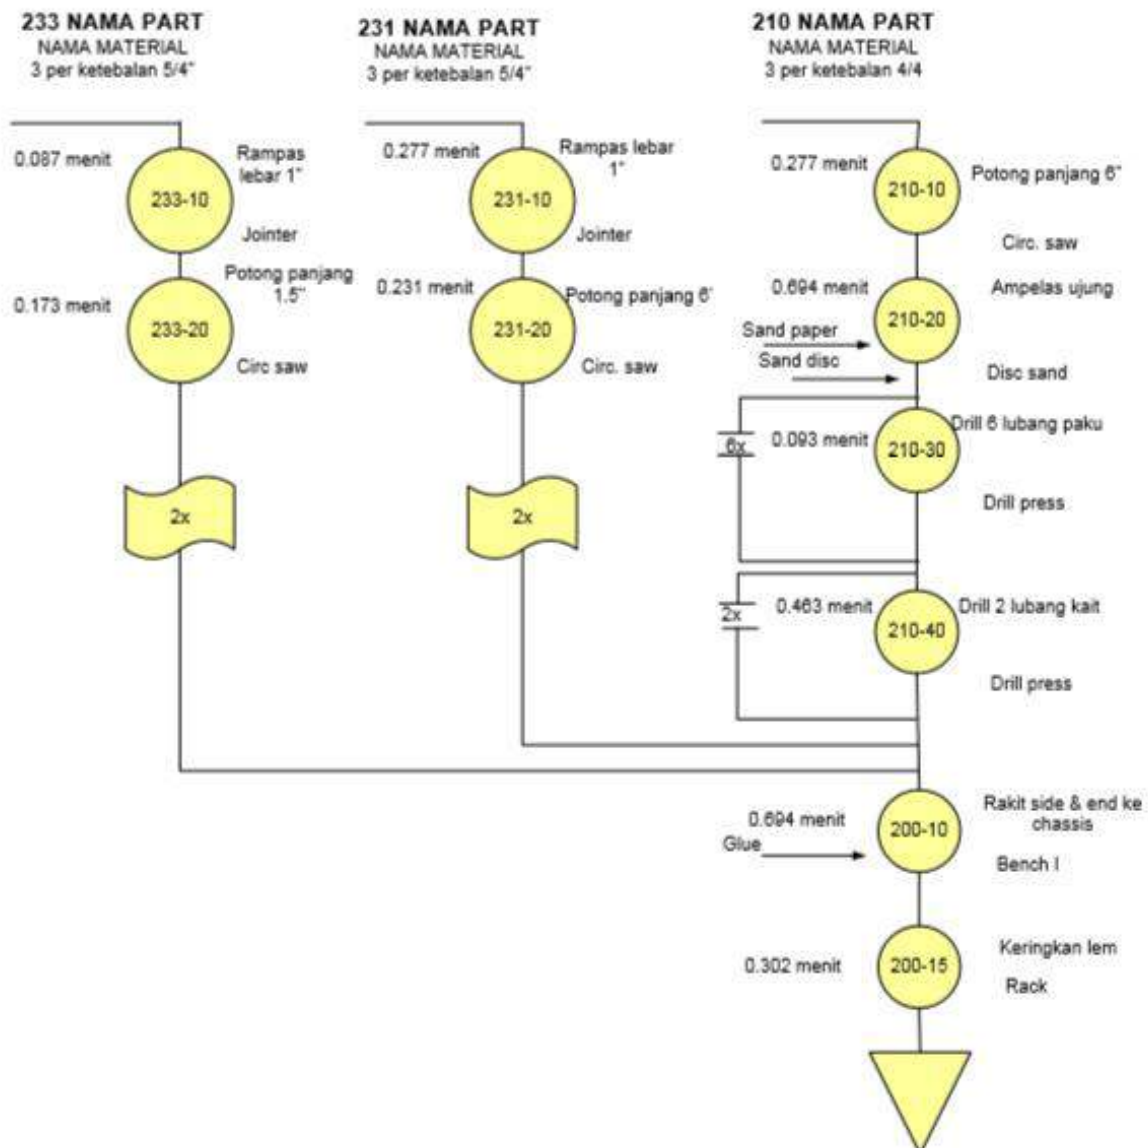 233 NAMA PART
NAMA MATERIAL
3 per ketebalan 5/4"
231 NAMA PART
NAMA MATERIAL
3 per ketebalan 5/4"
210 NAMA PART
NAMA MATERIAL
3 per ketebalan 4/4
0.087 menit
233-10
Rampas
lebar 1"
Jointer
0.173 menit
233-20
Potong panjang
1.5"
Circ saw
2x
0.277 menit
231-10
Rampas lebar
1"
Jointer
0.231 menit
231-20
Potong panjang 6'
Circ. saw
2x
0.277 menit
210-10
Potong panjang 6"
Circ. saw
0.694 menit
210-20
Ampelas ujung
Sand paper
Sand disc
Disc sand
6x
0.093 menit
210-30
Drill 6 lubang paku
Drill press
2x
0.463 menit
210-40
Drill 2 lubang kait
Drill press
0.694 menit
Glue
200-10
Rakit side & end ke
chassis
Bench I
0.302 menit
200-15
Keringkan lem
Rack